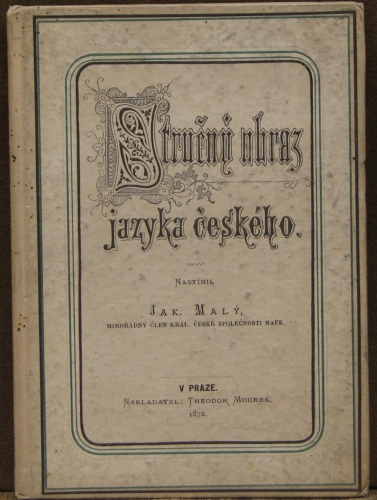 Stručný obraz
jazyka českého.
Nastínil
Jak. Malý,
mimořádný člen král. české společnosti nauk.
V PRAZE.
Nakladatel: Theodor Mourek.
1872.